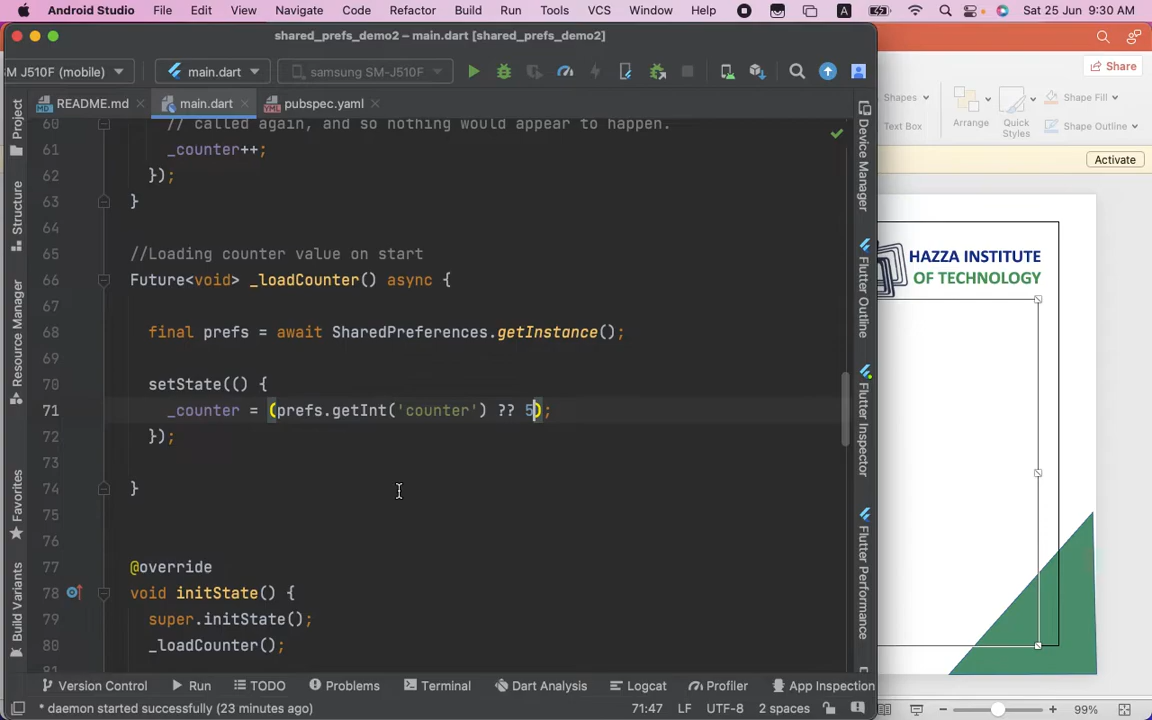 Android Studio File Edit View Navigate Code Refactor Build Run Tools VCS Window Help A Sat 25 Jun 9:30 AM
shared_prefs_demo2 – main.dart [shared_prefs_demo2]
SM J510F (mobile) main.dart samsung SM-J510F
Share
README.md main.dart pubspec.yaml
Shapes Arrange Quick Styles Shape Fill
Text Box Shape Outline
Activate
60 // called again, and so nothing would appear to happen.
61 _counter++;
62 });
63 }
64
65 //Loading counter value on start
66 Future<void> _loadCounter() async {
67
68 final prefs = await SharedPreferences.getInstance();
69
70 setState(() {
71 _counter = (prefs.getInt('counter') ?? 5);
72 });
73
74 }
75
76
77 @override
78 void initState() {
79 super.initState();
80 _loadCounter();
81
Project
Structure
Resource Manager
Favorites
Build Variants
Device Manager
Flutter Outline
Flutter Inspector
Flutter Performance
HAZZA INSTITUTE
OF TECHNOLOGY
Version Control Run TODO Problems Terminal Dart Analysis Logcat Profiler App Inspection
* daemon started successfully (23 minutes ago) 71:47 LF UTF-8 2 spaces
99%